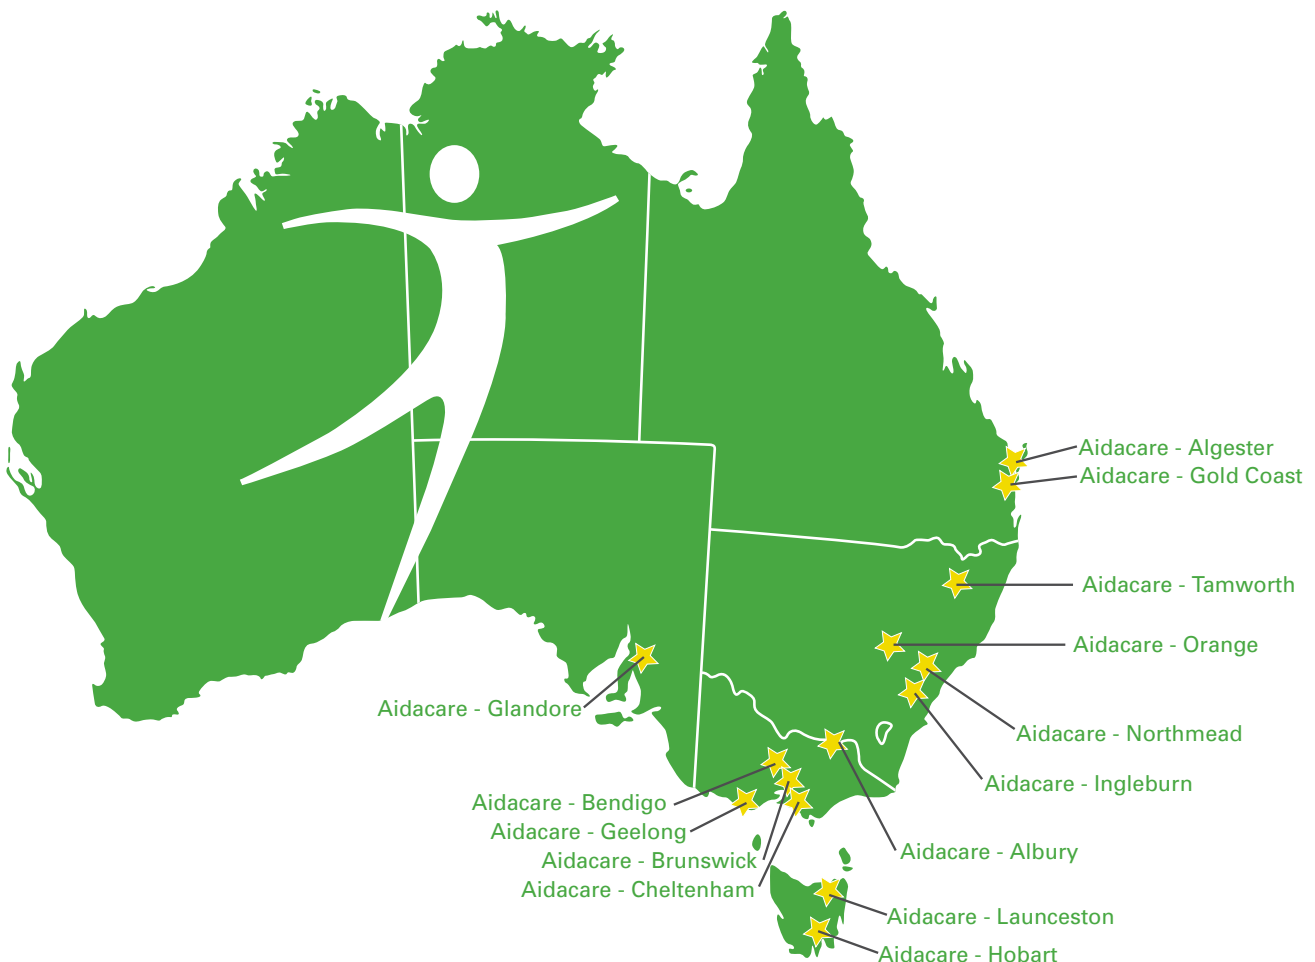 Aidacare - Algester
Aidacare - Gold Coast
Aidacare - Tamworth
Aidacare - Orange
Aidacare - Glandore
Aidacare - Northmead
Aidacare - Ingleburn
Aidacare - Bendigo
Aidacare - Geelong
Aidacare - Albury
Aidacare - Brunswick
Aidacare - Cheltenham
Aidacare - Launceston
Aidacare - Hobart